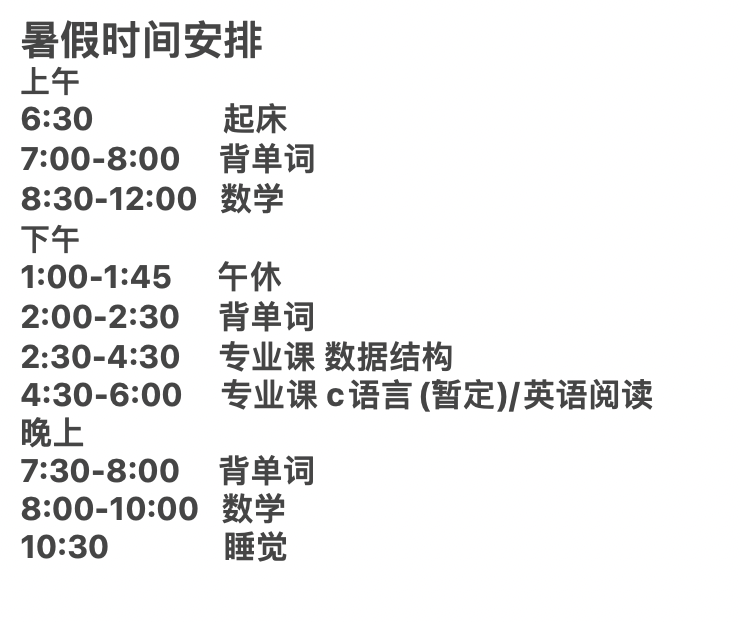 暑假时间安排
上午
6:30 起床
7:00-8:00 背单词
8:30-12:00 数学
下午
1:00-1:45 午休
2:00-2:30 背单词
2:30-4:30 专业课 数据结构
4:30-6:00 专业课 c语言 (暂定)/英语阅读
晚上
7:30-8:00 背单词
8:00-10:00 数学
10:30 睡觉